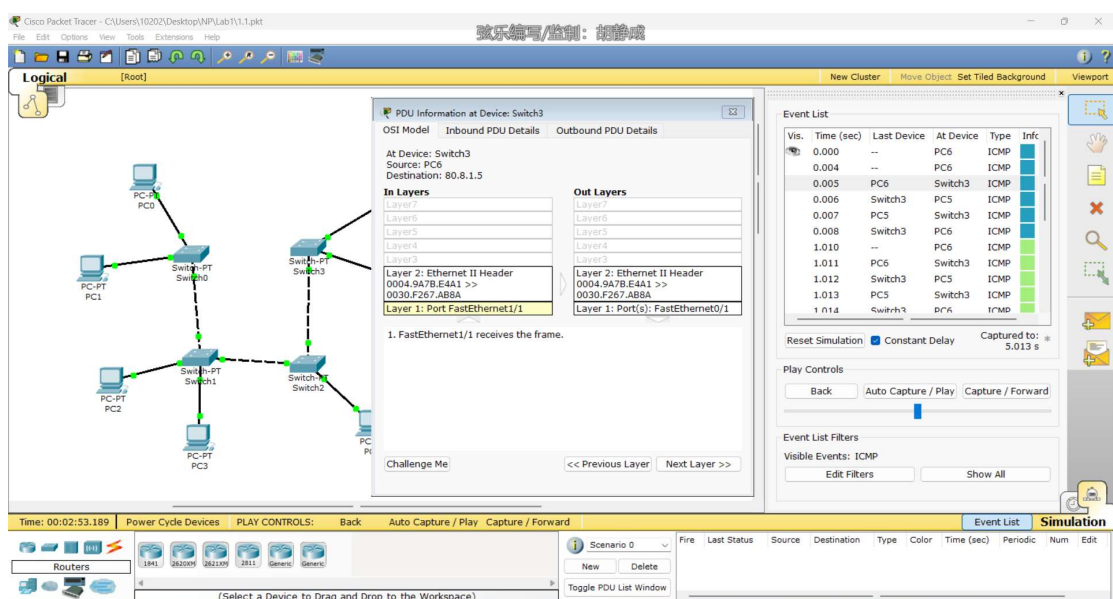 Cisco Packet Tracer - C:\Users\10202\Desktop\NP\Lab1\1.1.pkt
弦乐编写/监制：胡静成
File Edit Options View Tools Extensions Help
Logical [Root] New Cluster Move Object Set Tiled Background Viewport
PDU Information at Device: Switch3
OSI Model Inbound PDU Details Outbound PDU Details
At Device: Switch3
Source: PC6
Destination: 80.8.1.5
In Layers Out Layers
Layer7 Layer7
Layer6 Layer6
Layer5 Layer5
Layer4 Layer4
Layer3 Layer3
Layer 2: Ethernet II Header 0004.9A7B.E4A1 >> 0030.F267.AB8A
Layer 2: Ethernet II Header 0004.9A7B.E4A1 >> 0030.F267.AB8A
Layer 1: Port FastEthernet1/1 Layer 1: Port(s): FastEthernet0/1
1. FastEthernet1/1 receives the frame.
Challenge Me << Previous Layer Next Layer >>
PC-PT
PC0
PC-PT
PC1
Switch-PT
Switch0
Switch-PT
Switch3
Switch-PT
Switch1
Switch-PT
Switch2
PC-PT
PC2
PC-PT
PC3
Event List
Vis. Time (sec) Last Device At Device Type Info
0.000 -- PC6 ICMP
0.004 -- PC6 ICMP
0.005 PC6 Switch3 ICMP
0.006 Switch3 PC5 ICMP
0.007 PC5 Switch3 ICMP
0.008 Switch3 PC6 ICMP
1.010 -- PC6 ICMP
1.011 PC6 Switch3 ICMP
1.012 Switch3 PC5 ICMP
1.013 PC5 Switch3 ICMP
1.014 Switch3 PC6 ICMP
Reset Simulation Constant Delay Captured to: *
5.013 s
Play Controls
Back Auto Capture / Play Capture / Forward
Event List Filters
Visible Events: ICMP
Edit Filters Show All
Time: 00:02:53.189 Power Cycle Devices PLAY CONTROLS: Back Auto Capture / Play Capture / Forward Event List Simulation
Routers
1841 2620XM 2621XM 2811 Generic Generic
(Select a Device to Drag and Drop to the Workspace)
Scenario 0
New Delete
Toggle PDU List Window
Fire Last Status Source Destination Type Color Time (sec) Periodic Num Edit